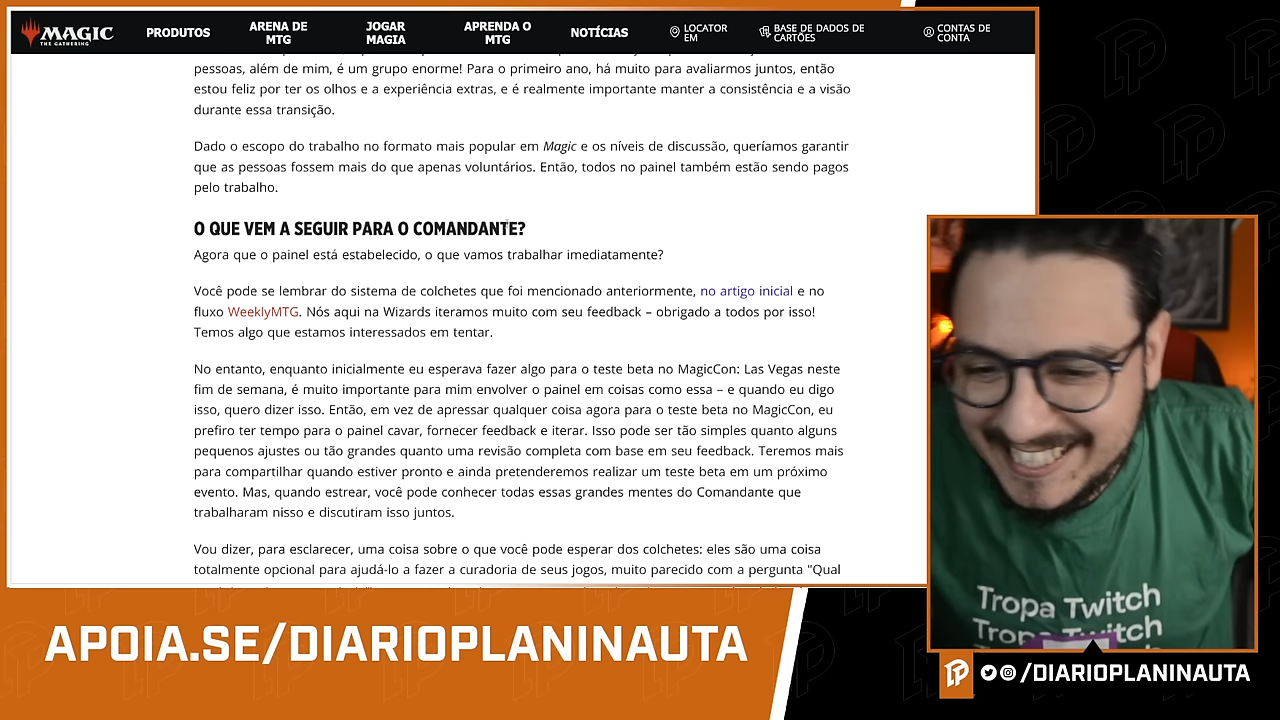 MAGIC
THE GATHERING
PRODUTOS
ARENA DE
MTG
JOGAR
MAGIA
APRENDA O
MTG
NOTÍCIAS
LOCATOR
EM
BASE DE DADOS DE
CARTÕES
CONTAS DE
CONTA
pessoas, além de mim, é um grupo enorme! Para o primeiro ano, há muito para avaliarmos juntos, então
estou feliz por ter os olhos e a experiência extras, e é realmente importante manter a consistência e a visão
durante essa transição.
Dado o escopo do trabalho no formato mais popular em Magic e os níveis de discussão, queríamos garantir
que as pessoas fossem mais do que apenas voluntários. Então, todos no painel também estão sendo pagos
pelo trabalho.
O QUE VEM A SEGUIR PARA O COMANDANTE?
Agora que o painel está estabelecido, o que vamos trabalhar imediatamente?
Você pode se lembrar do sistema de colchetes que foi mencionado anteriormente, no artigo inicial e no
fluxo WeeklyMTG. Nós aqui na Wizards iteramos muito com seu feedback – obrigado a todos por isso!
Temos algo que estamos interessados em tentar.
No entanto, enquanto inicialmente eu esperava fazer algo para o teste beta no MagicCon: Las Vegas neste
fim de semana, é muito importante para mim envolver o painel em coisas como essa – e quando eu digo
isso, quero dizer isso. Então, em vez de apressar qualquer coisa agora para o teste beta no MagicCon, eu
prefiro ter tempo para o painel cavar, fornecer feedback e iterar. Isso pode ser tão simples quanto alguns
pequenos ajustes ou tão grandes quanto uma revisão completa com base em seu feedback. Teremos mais
para compartilhar quando estiver pronto e ainda pretenderemos realizar um teste beta em um próximo
evento. Mas, quando estrear, você pode conhecer todas essas grandes mentes do Comandante que
trabalharam nisso e discutiram isso juntos.
Vou dizer, para esclarecer, uma coisa sobre o que você pode esperar dos colchetes: eles são uma coisa
totalmente opcional para ajudá-lo a fazer a curadoria de seus jogos, muito parecido com a pergunta "Qual
Tropa Twitch
Tropa Twitch
APOIA.SE/DIARIOPLANINAUTA
/DIARIOPLANINAUTA